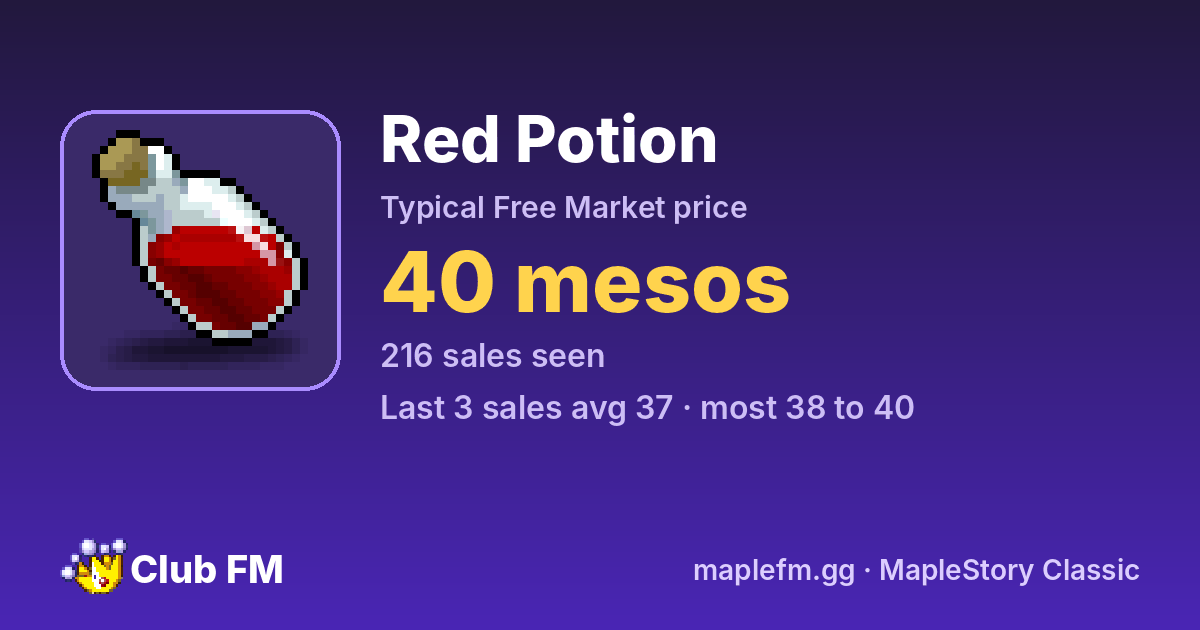 Red Potion
Typical Free Market price
40 mesos
216 sales seen
Last 3 sales avg 37 · most 38 to 40
Club FM
maplefm.gg · MapleStory Classic